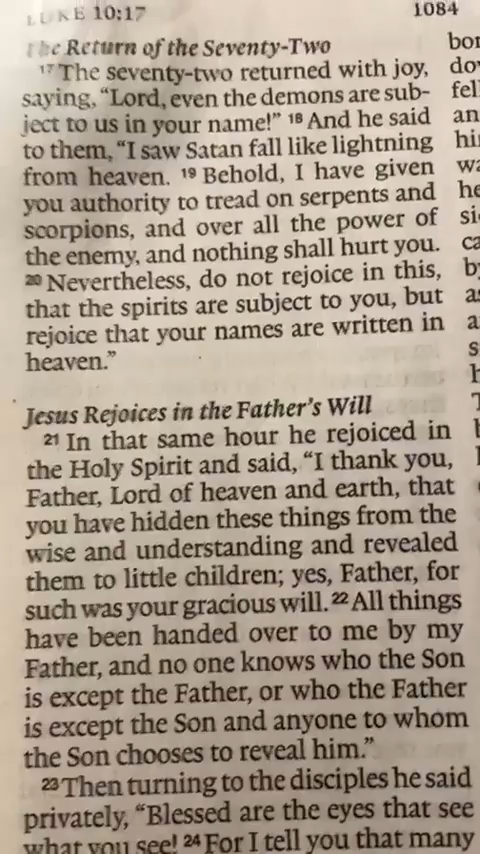 LUKE 10:17
1084
The Return of the Seventy-Two
17 The seventy-two returned with joy,
saying, “Lord, even the demons are sub-
ject to us in your name!” 18 And he said
to them, “I saw Satan fall like lightning
from heaven. 19 Behold, I have given
you authority to tread on serpents and
scorpions, and over all the power of
the enemy, and nothing shall hurt you.
20 Nevertheless, do not rejoice in this,
that the spirits are subject to you, but
rejoice that your names are written in
heaven.”
Jesus Rejoices in the Father’s Will
21 In that same hour he rejoiced in
the Holy Spirit and said, “I thank you,
Father, Lord of heaven and earth, that
you have hidden these things from the
wise and understanding and revealed
them to little children; yes, Father, for
such was your gracious will. 22 All things
have been handed over to me by my
Father, and no one knows who the Son
is except the Father, or who the Father
is except the Son and anyone to whom
the Son chooses to reveal him.”
23 Then turning to the disciples he said
privately, “Blessed are the eyes that see
what you see! 24 For I tell you that many